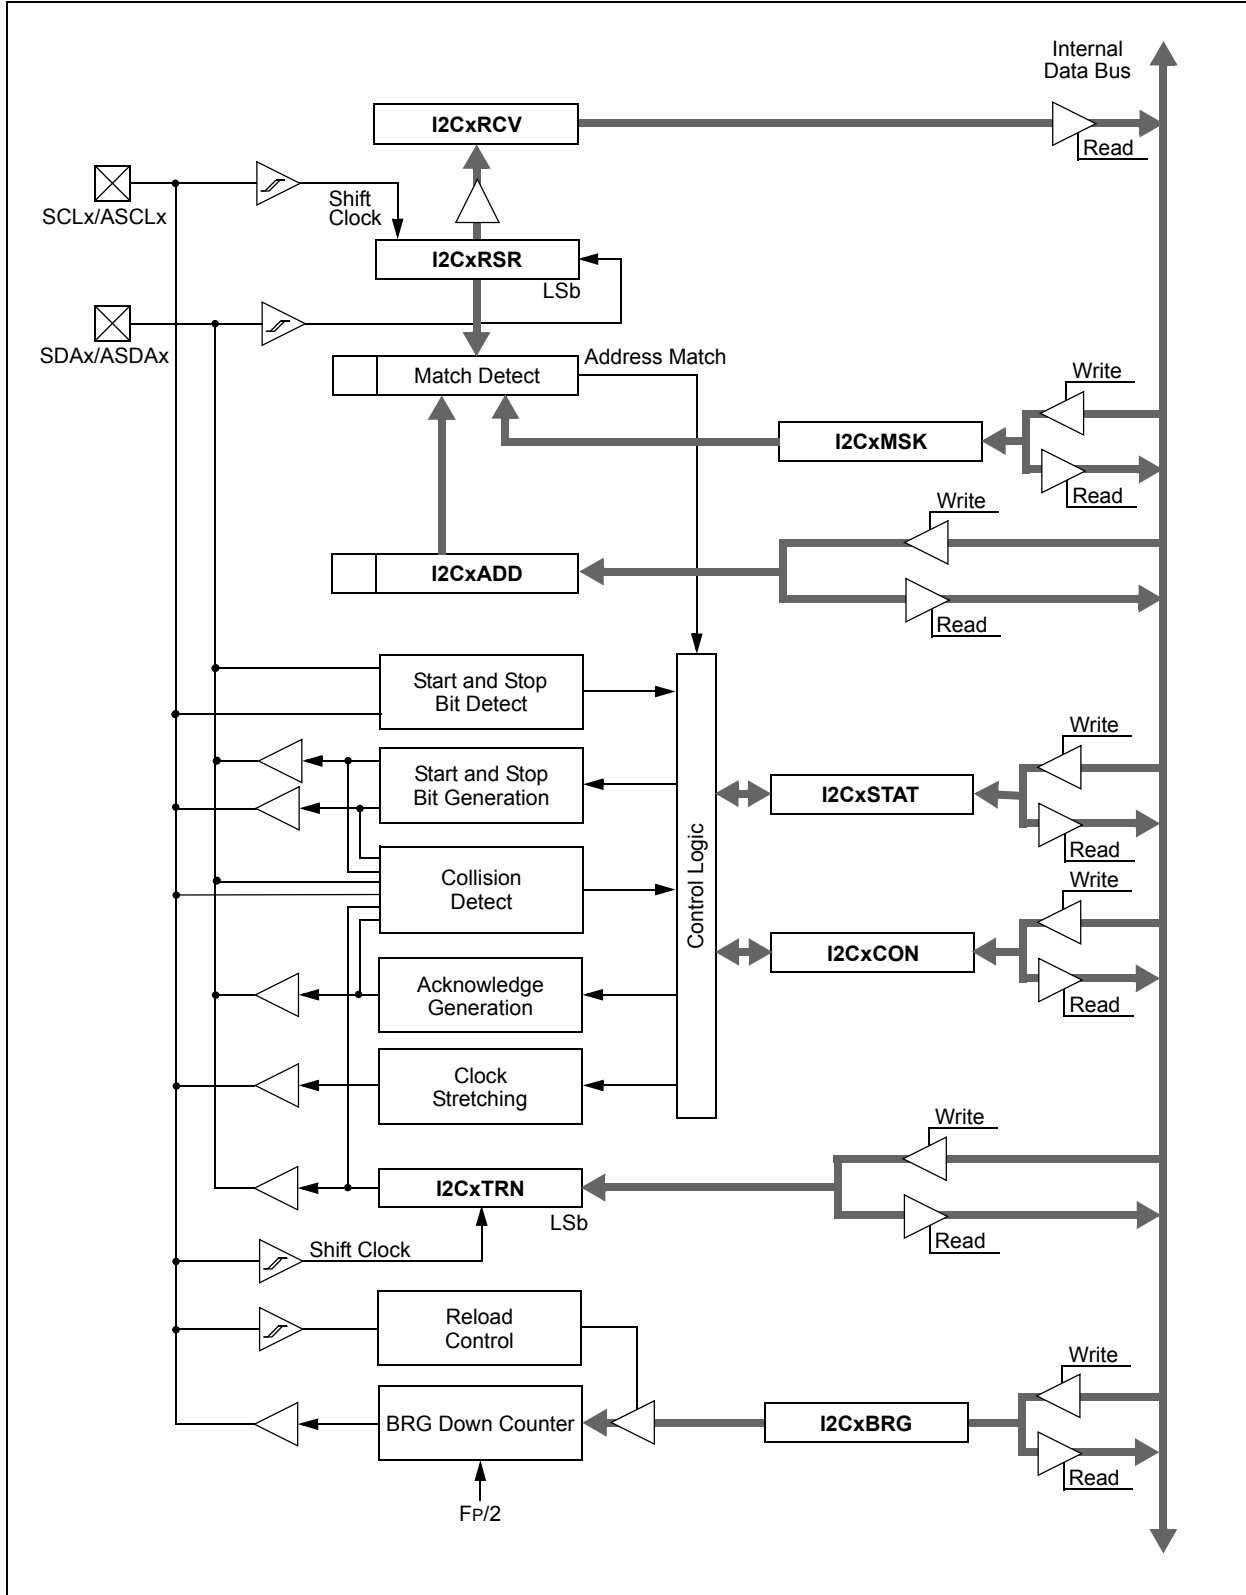 Internal
Data Bus
I2CxRCV
Read
SCLx/ASCLx
Shift
Clock
I2CxRSR
LSb
SDAx/ASDAx
Address Match
Match Detect
Write
I2CxMSK
Read
Write
I2CxADD
Read
Start and Stop
Bit Detect
Start and Stop
Bit Generation
Write
I2CxSTAT
Read
Control Logic
Collision
Detect
Write
I2CxCON
Read
Acknowledge
Generation
Clock
Stretching
Write
I2CxTRN
LSb
Read
Shift Clock
Reload
Control
Write
BRG Down Counter
I2CxBRG
Read
FP/2